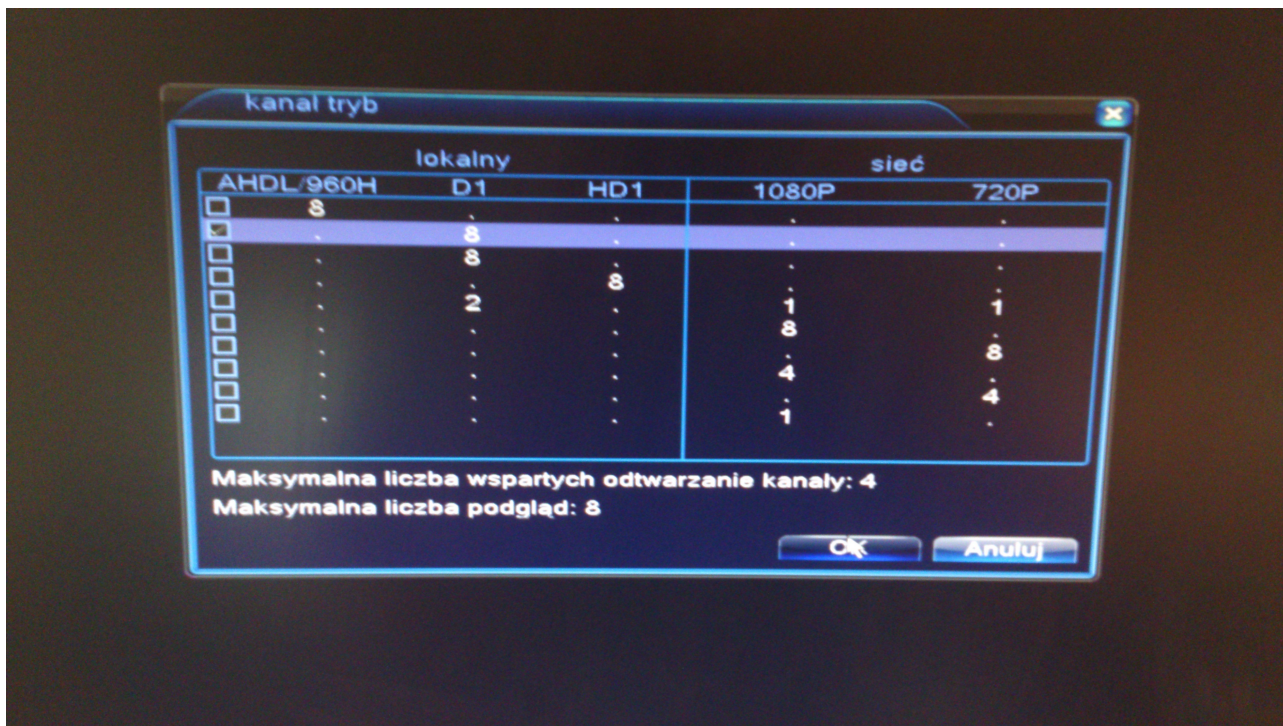 kanal tryb
lokalny sieć
AHDL/960H D1 HD1 1080P 720P
8 . . . .
. 8 . . .
. 8 . . .
. . 8 . .
. 2 . 1 1
. . . 8 .
. . . . 8
. . . 4 .
. . . . 4
. . . 1 .
Maksymalna liczba wspartych odtwarzanie kanaly: 4
Maksymalna liczba podgląd: 8
OK Anuluj